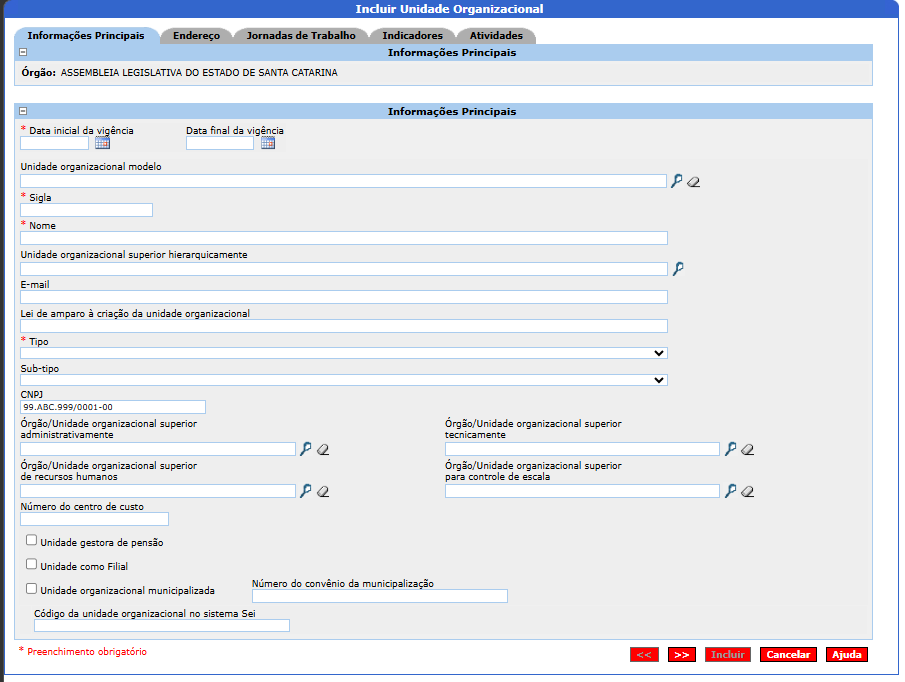 Incluir Unidade Organizacional
Informações Principais Endereço Jornadas de Trabalho Indicadores Atividades
Informações Principais
Órgão: ASSEMBLEIA LEGISLATIVA DO ESTADO DE SANTA CATARINA
Informações Principais
* Data inicial da vigência Data final da vigência
Unidade organizacional modelo
* Sigla
* Nome
Unidade organizacional superior hierarquicamente
E-mail
Lei de amparo à criação da unidade organizacional
* Tipo
Sub-tipo
CNPJ
99.ABC.999/0001-00
Órgão/Unidade organizacional superior
administrativamente
Órgão/Unidade organizacional superior
tecnicamente
Órgão/Unidade organizacional superior
de recursos humanos
Órgão/Unidade organizacional superior
para controle de escala
Número do centro de custo
Unidade gestora de pensão
Unidade como Filial
Unidade organizacional municipalizada
Número do convênio da municipalização
Código da unidade organizacional no sistema Sei
* Preenchimento obrigatório
<< >> Incluir Cancelar Ajuda